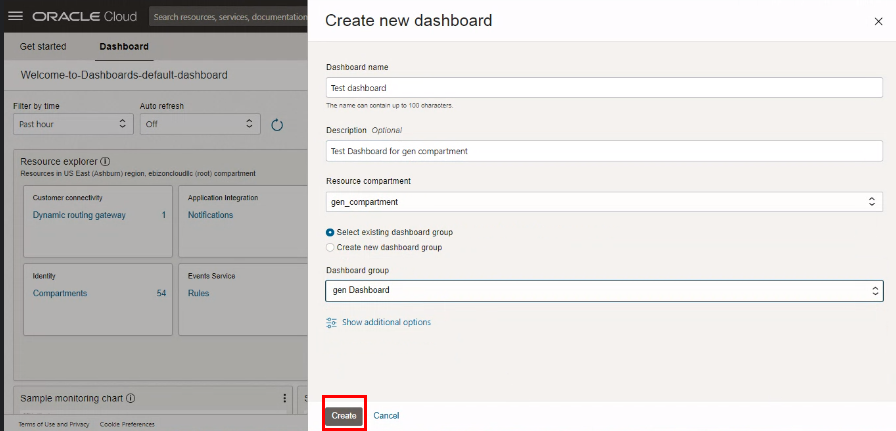 ORACLE Cloud
Search resources, services, documentation
Get started
Dashboard
Welcome-to-Dashboards-default-dashboard
Filter by time
Auto refresh
Past hour
Off
Resource explorer
Resources in US East (Ashburn) region, ebizoncloudllc (root) compartment
Customer connectivity
Dynamic routing gateway 1
Application Integration
Notifications
Identity
Compartments 54
Events Service
Rules
Sample monitoring chart
Terms of Use and Privacy
Cookie Preferences
Create new dashboard
Dashboard name
Test dashboard
The name can contain up to 100 characters.
Description Optional
Test Dashboard for gen compartment
Resource compartment
gen_compartment
Select existing dashboard group
Create new dashboard group
Dashboard group
gen Dashboard
Show additional options
Create
Cancel